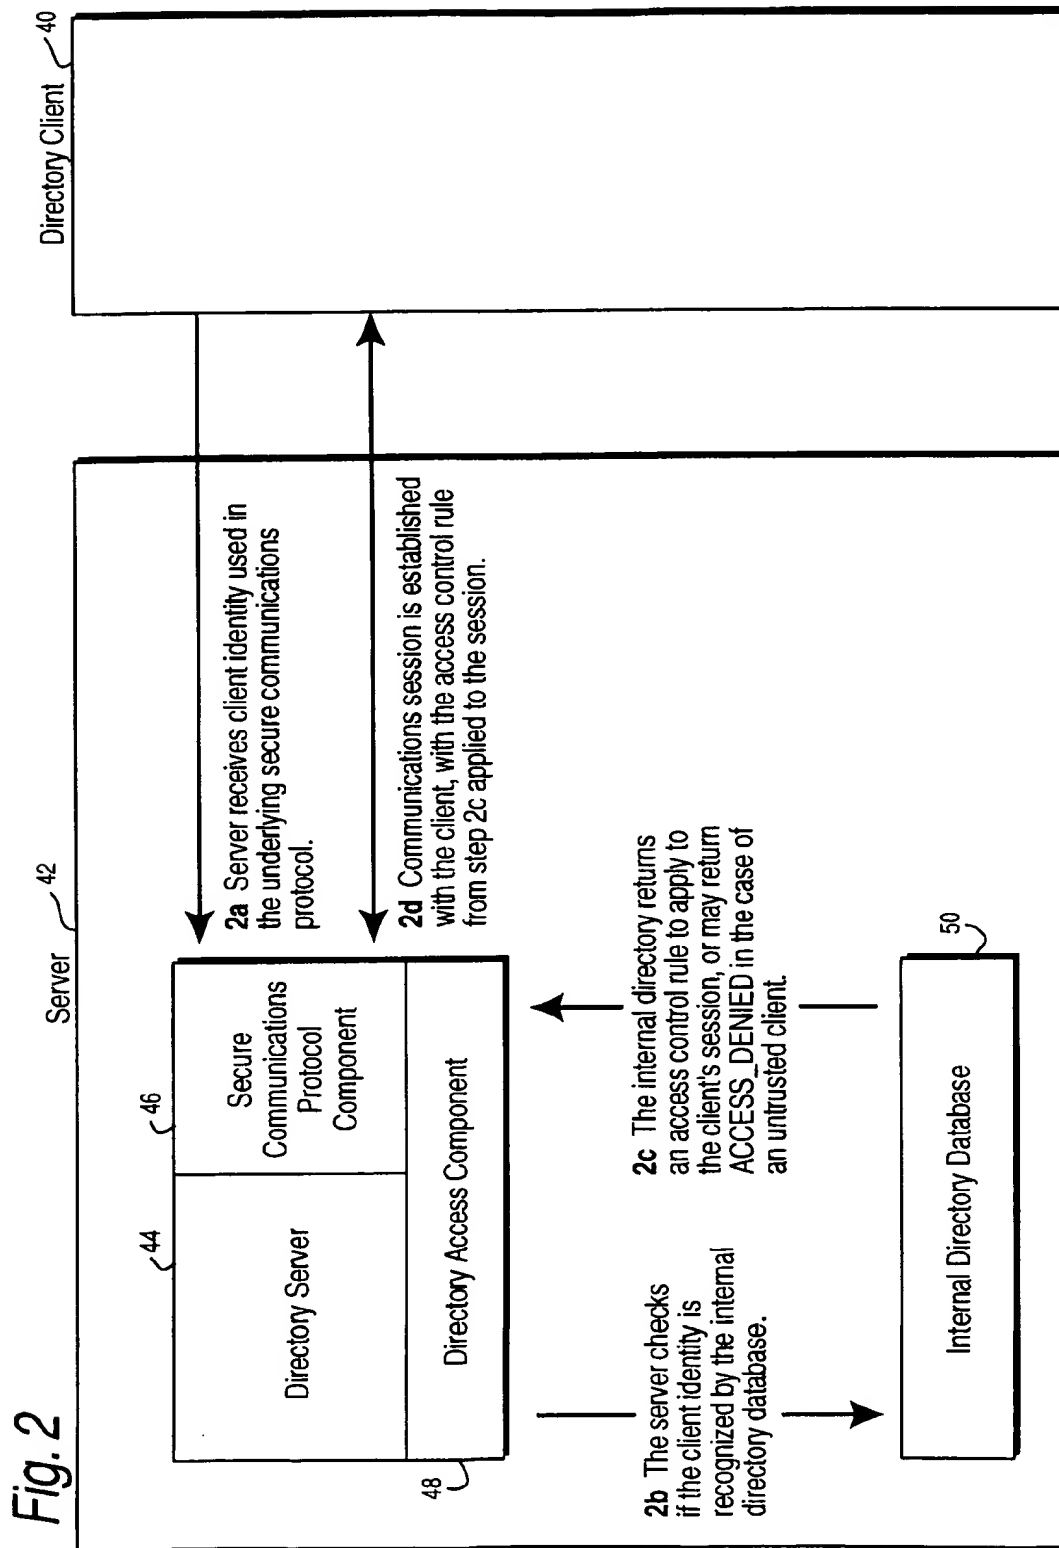 Fig. 2
Server
42
Directory Client
40
44
46
Directory Server
Secure
Communications
Protocol
Component
Directory Access Component
48
2a Server receives client identity used in
the underlying secure communications
protocol.
2d Communications session is established
with the client, with the access control rule
from step 2c applied to the session.
2b The server checks
if the client identity is
recognized by the internal
directory database.
2c The internal directory returns
an access control rule to apply to
the client's session, or may return
ACCESS_DENIED in the case of
an untrusted client.
50
Internal Directory Database